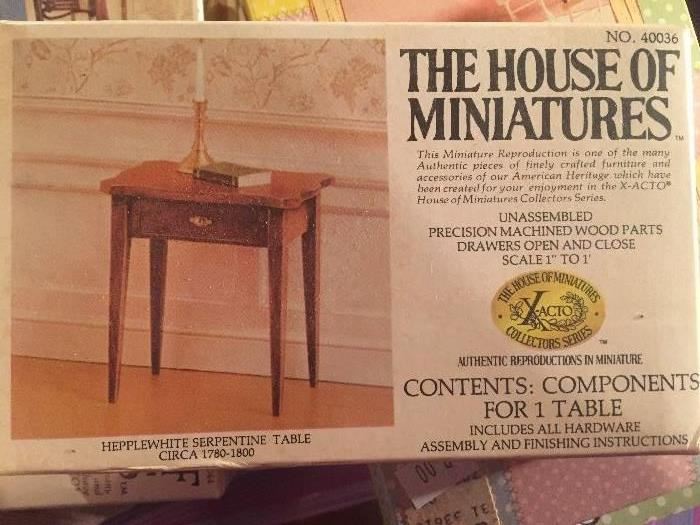 NO. 40036
THE HOUSE OF
MINIATURES™
This Miniature Reproduction is one of the many
Authentic pieces of finely crafted furniture and
accessories of our American Heritage which have
been created for your enjoyment in the X-ACTO®
House of Miniatures Collectors Series.
UNASSEMBLED
PRECISION MACHINED WOOD PARTS
DRAWERS OPEN AND CLOSE
SCALE 1" TO 1'
THE HOUSE OF MINIATURES
X-ACTO
COLLECTORS SERIES™
AUTHENTIC REPRODUCTIONS IN MINIATURE
CONTENTS: COMPONENTS
FOR 1 TABLE
INCLUDES ALL HARDWARE
ASSEMBLY AND FINISHING INSTRUCTIONS
HEPPLEWHITE SERPENTINE TABLE
CIRCA 1780-1800